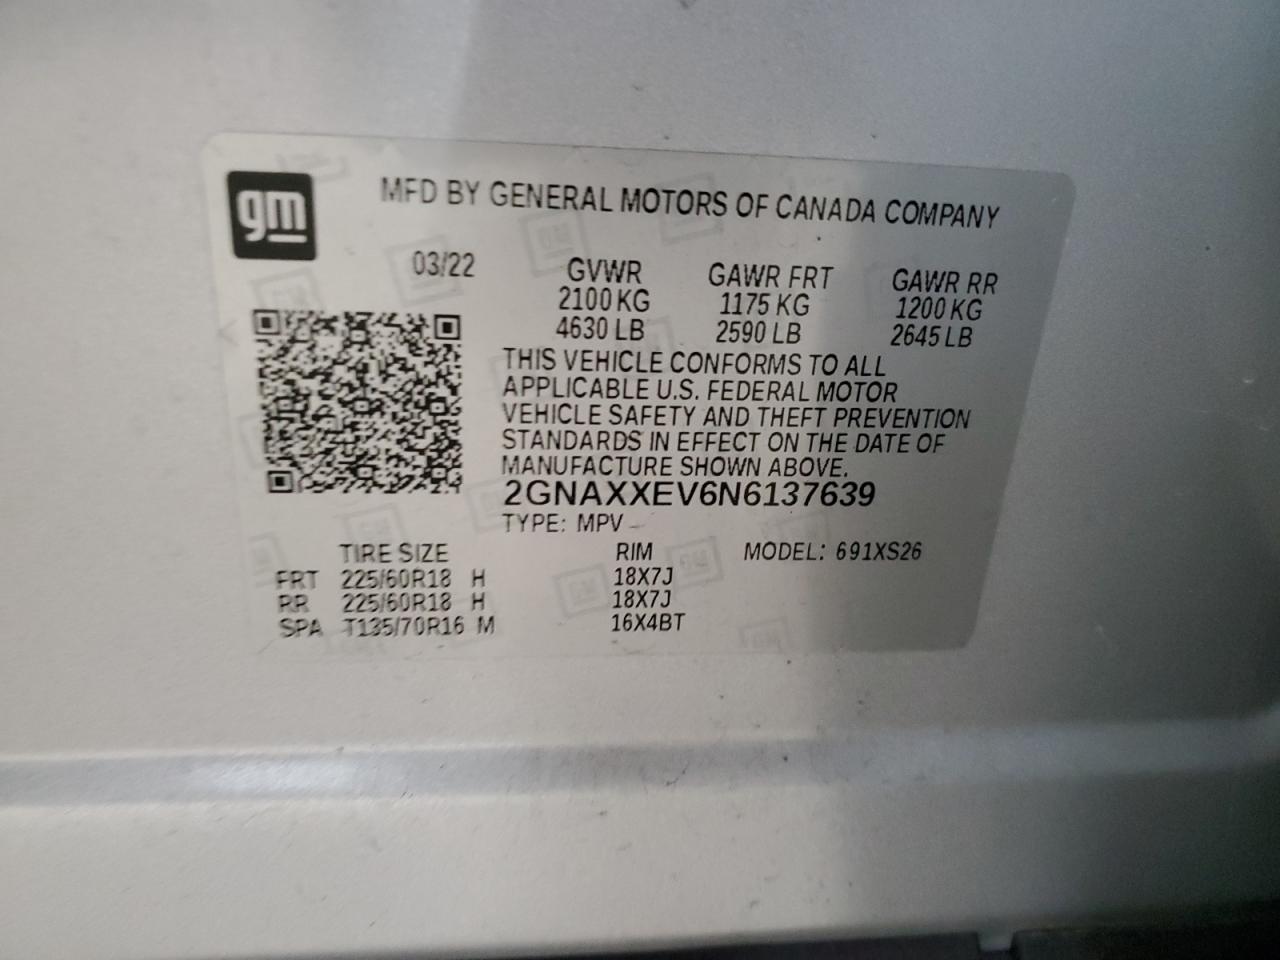 gm
MFD BY GENERAL MOTORS OF CANADA COMPANY
03/22
GVWR GAWR FRT GAWR RR
2100 KG 1175 KG 1200 KG
4630 LB 2590 LB 2645 LB
THIS VEHICLE CONFORMS TO ALL
APPLICABLE U.S. FEDERAL MOTOR
VEHICLE SAFETY AND THEFT PREVENTION
STANDARDS IN EFFECT ON THE DATE OF
MANUFACTURE SHOWN ABOVE.
2GNAXXEV6N6137639
TYPE: MPV
TIRE SIZE RIM MODEL: 691XS26
FRT 225/60R18 H 18X7J
RR 225/60R18 H 18X7J
SPA T135/70R16 M 16X4BT